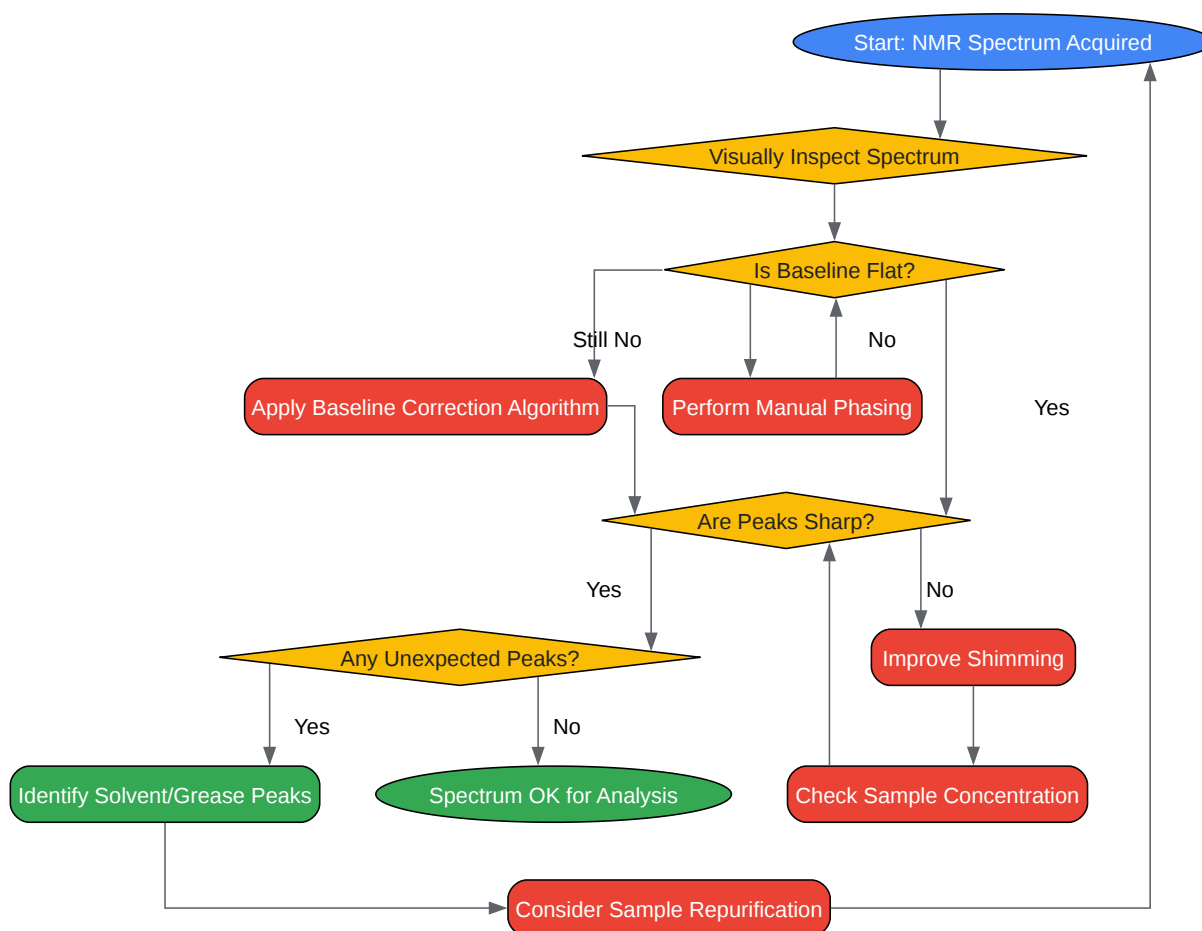 Start: NMR Spectrum Acquired
Visually Inspect Spectrum
Is Baseline Flat?
Still No
No
Apply Baseline Correction Algorithm
Perform Manual Phasing
Yes
Are Peaks Sharp?
Yes
No
Any Unexpected Peaks?
Improve Shimming
Yes
No
Identify Solvent/Grease Peaks
Spectrum OK for Analysis
Check Sample Concentration
Consider Sample Repurification